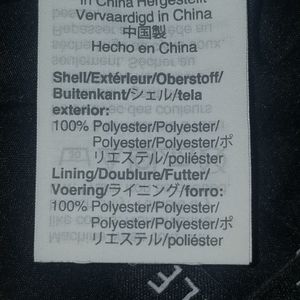 in China Hergestellt
Vervaardigd in China
中国製
Hecho en China
Shell/Extérieur/Oberstoff/
Buitenkant/シェル/tela
exterior:
100% Polyester/Polyester/
Polyester/Polyester/ポ
リエステル/poliéster
Lining/Doublure/Futter/
Voering/ライニング/forro:
100% Polyester/Polyester/
Polyester/Polyester/ポ
リエステル/poliéster